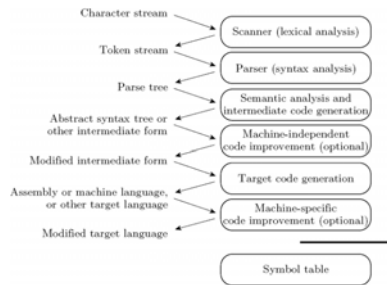 Character stream
Scanner (lexical analysis)
Token stream
Parser (syntax analysis)
Parse tree
Semantic analysis and
intermediate code generation
Abstract syntax tree or
other intermediate form
Machine-independent
code improvement (optional)
Modified intermediate form
Target code generation
Assembly or machine language,
or other target language
Machine-specific
code improvement (optional)
Modified target language
Symbol table